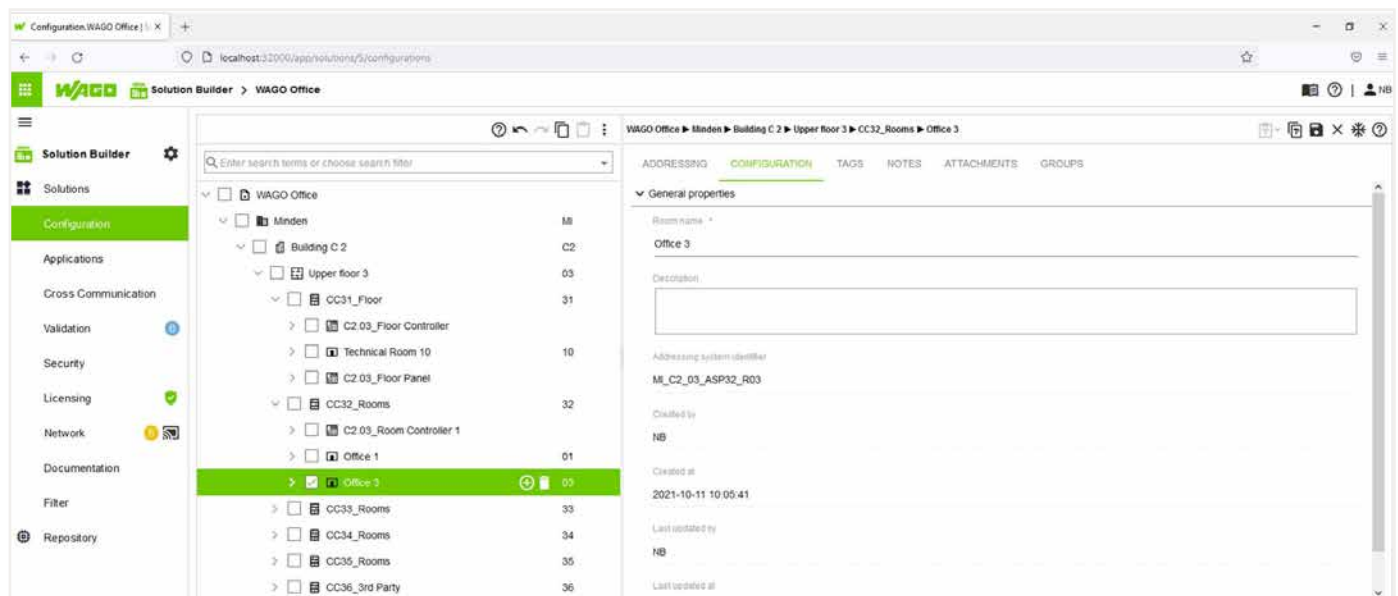 Configuration.WAGO Office |
localhost:32000/app/solutions/5/configurations
WAGO Solution Builder > WAGO Office NB
WAGO Office ▶ Minden ▶ Building C 2 ▶ Upper floor 3 ▶ CC32_Rooms ▶ Office 3
Solution Builder
Solutions
Configuration
Applications
Cross Communication
Validation
Security
Licensing
Network
Documentation
Filter
Repository
Enter search terms or choose search filter
WAGO Office
Minden MI
Building C 2 C2
Upper floor 3 03
CC31_Floor 31
C2.03_Floor Controller
Technical Room 10 10
C2.03_Floor Panel
CC32_Rooms 32
C2.03_Room Controller 1
Office 1 01
Office 3 03
CC33_Rooms 33
CC34_Rooms 34
CC35_Rooms 35
CC36_3rd Party 36
ADDRESSING CONFIGURATION TAGS NOTES ATTACHMENTS GROUPS
General properties
Room name *
Office 3
Description
Addressing system identifier
MI_C2_03_ASP32_R03
Created by
NB
Created at
2021-10-11 10:05:41
Last updated by
NB
Last updated at